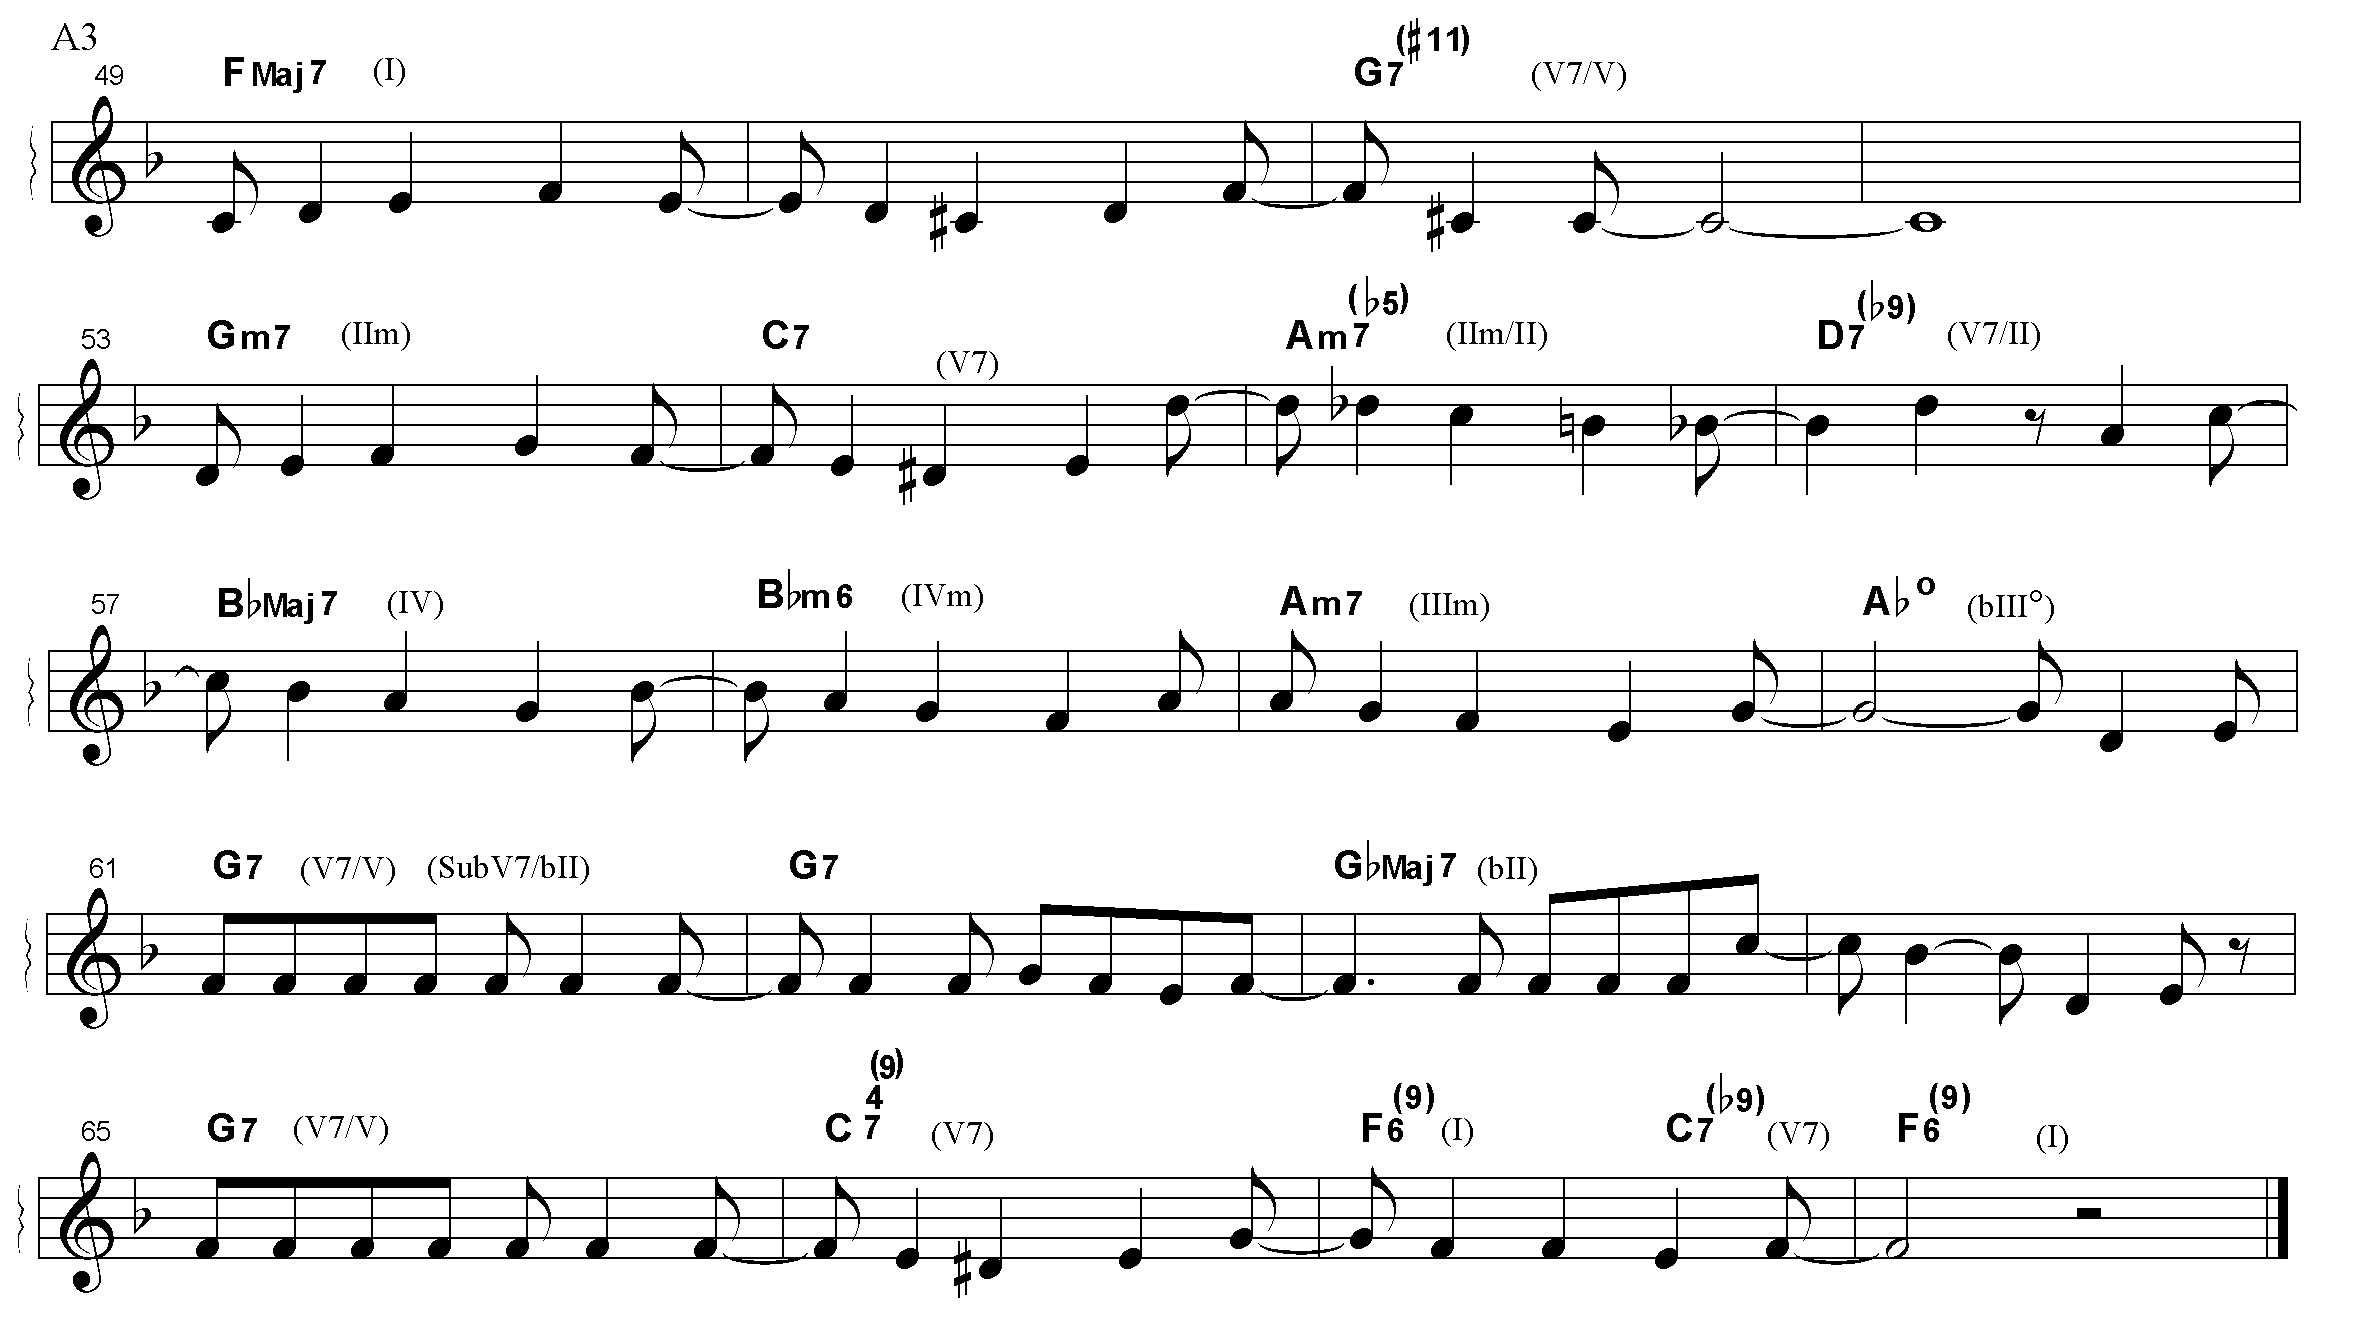 A3
49 F Maj 7 (I) G7(♯11) (V7/V)
53 Gm7 (IIm) C7 (V7) Am7(♭5) (IIm/II) D7(♭9) (V7/II)
57 B♭Maj7 (IV) B♭m6 (IVm) Am7 (IIIm) A♭o (bIII°)
61 G7 (V7/V) (SubV7/bII) G7 G♭Maj7 (bII)
65 G7 (V7/V) C7 4 (9) (V7) F6(9) (I) C7(♭9) (V7) F6(9) (I)